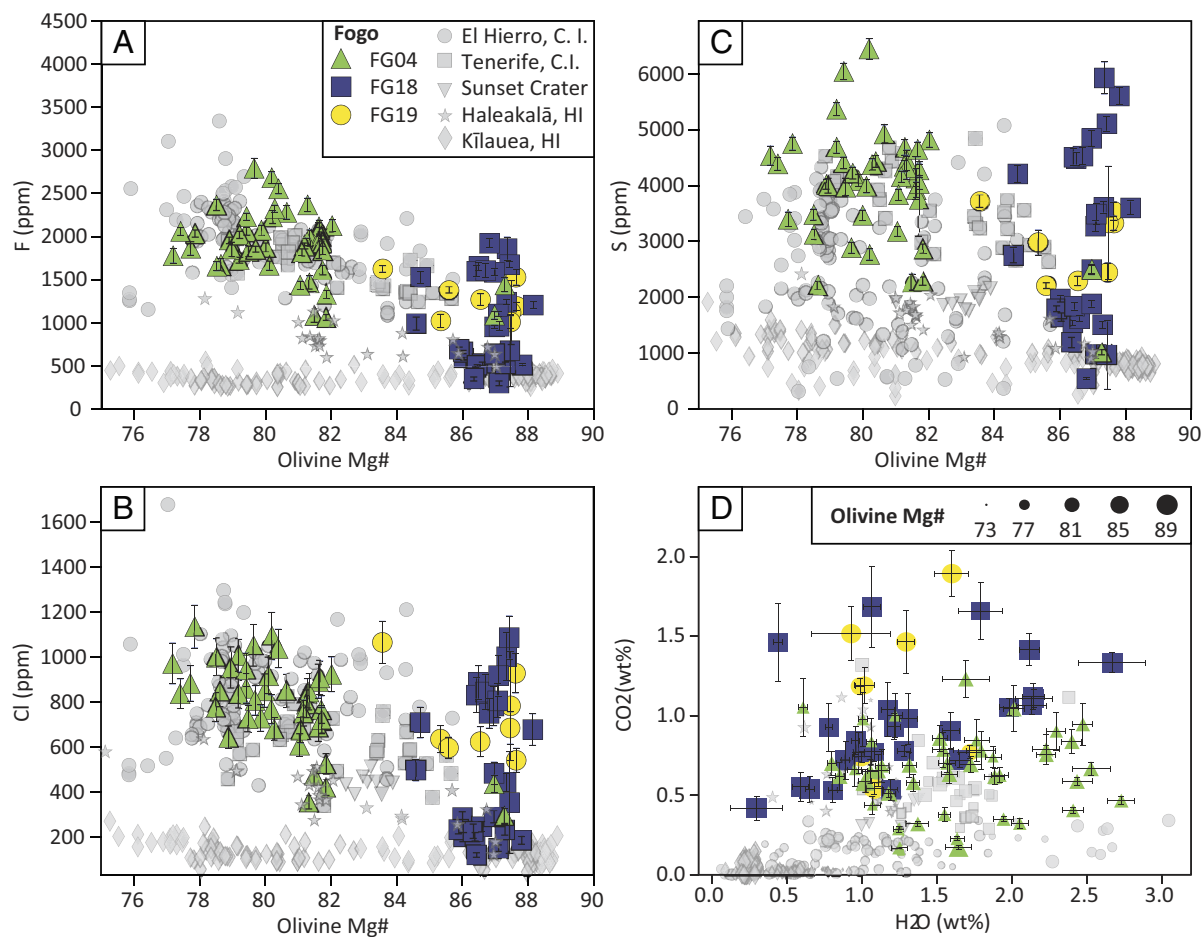 A
4500
4000
3500
3000
2500
2000
1500
1000
500
0
F (ppm)
76 78 80 82 84 86 88 90
Olivine Mg#
Fogo
FG04
FG18
FG19
El Hierro, C. I.
Tenerife, C.I.
Sunset Crater
Haleakalā, HI
Kīlauea, HI
C
6000
5000
4000
3000
2000
1000
0
S (ppm)
76 78 80 82 84 86 88 90
Olivine Mg#
B
1600
1400
1200
1000
800
600
400
200
Cl (ppm)
76 78 80 82 84 86 88 90
Olivine Mg#
D
Olivine Mg#
73 77 81 85 89
2.0
1.5
1.0
0.5
0.0
CO2(wt%)
0.0 0.5 1.0 1.5 2.0 2.5 3.0
H2O (wt%)